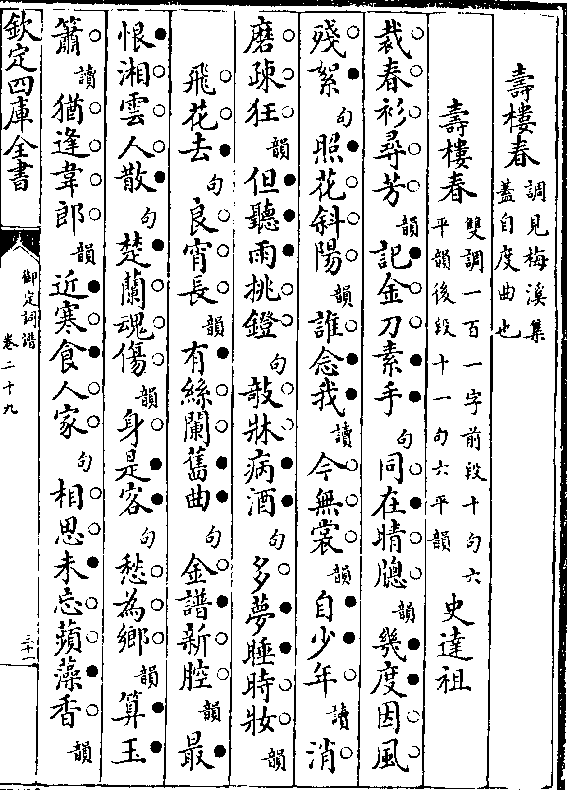 壽樓春 調見梅溪集
蓋自度曲也
壽樓春 雙調一百一字前段十句六
平韻後段十一句六平韻 史達祖
裁春衫尋芳韻記金刀素手句同在晴牕韻幾度因風
殘絮句照花斜陽韻誰念我讀今無裳韻自少年讀消
磨疎狂韻但聽雨挑鐙句敧牀病酒句多夢睡時妝韻
飛花去句良宵長韻有絲闌舊曲句金譜新腔韻最
恨湘雲人散句楚蘭魂傷韻身是客句愁為鄉韻算玉
簫讀猶逢韋郎韻近寒食人家句相思未忘蘋藻香韻
欽定四庫全書
御定詞譜
卷二十九
三十一